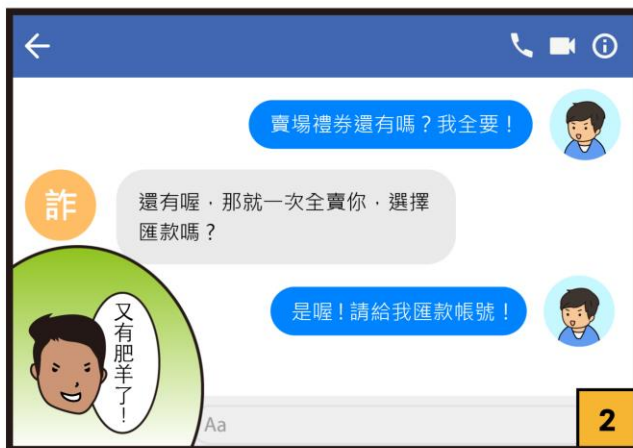 賣場禮券還有嗎？我全要！
詐
還有喔，那就一次全賣你，選擇
匯款嗎？
是喔！請給我匯款帳號！
又有肥羊了！
Aa
2